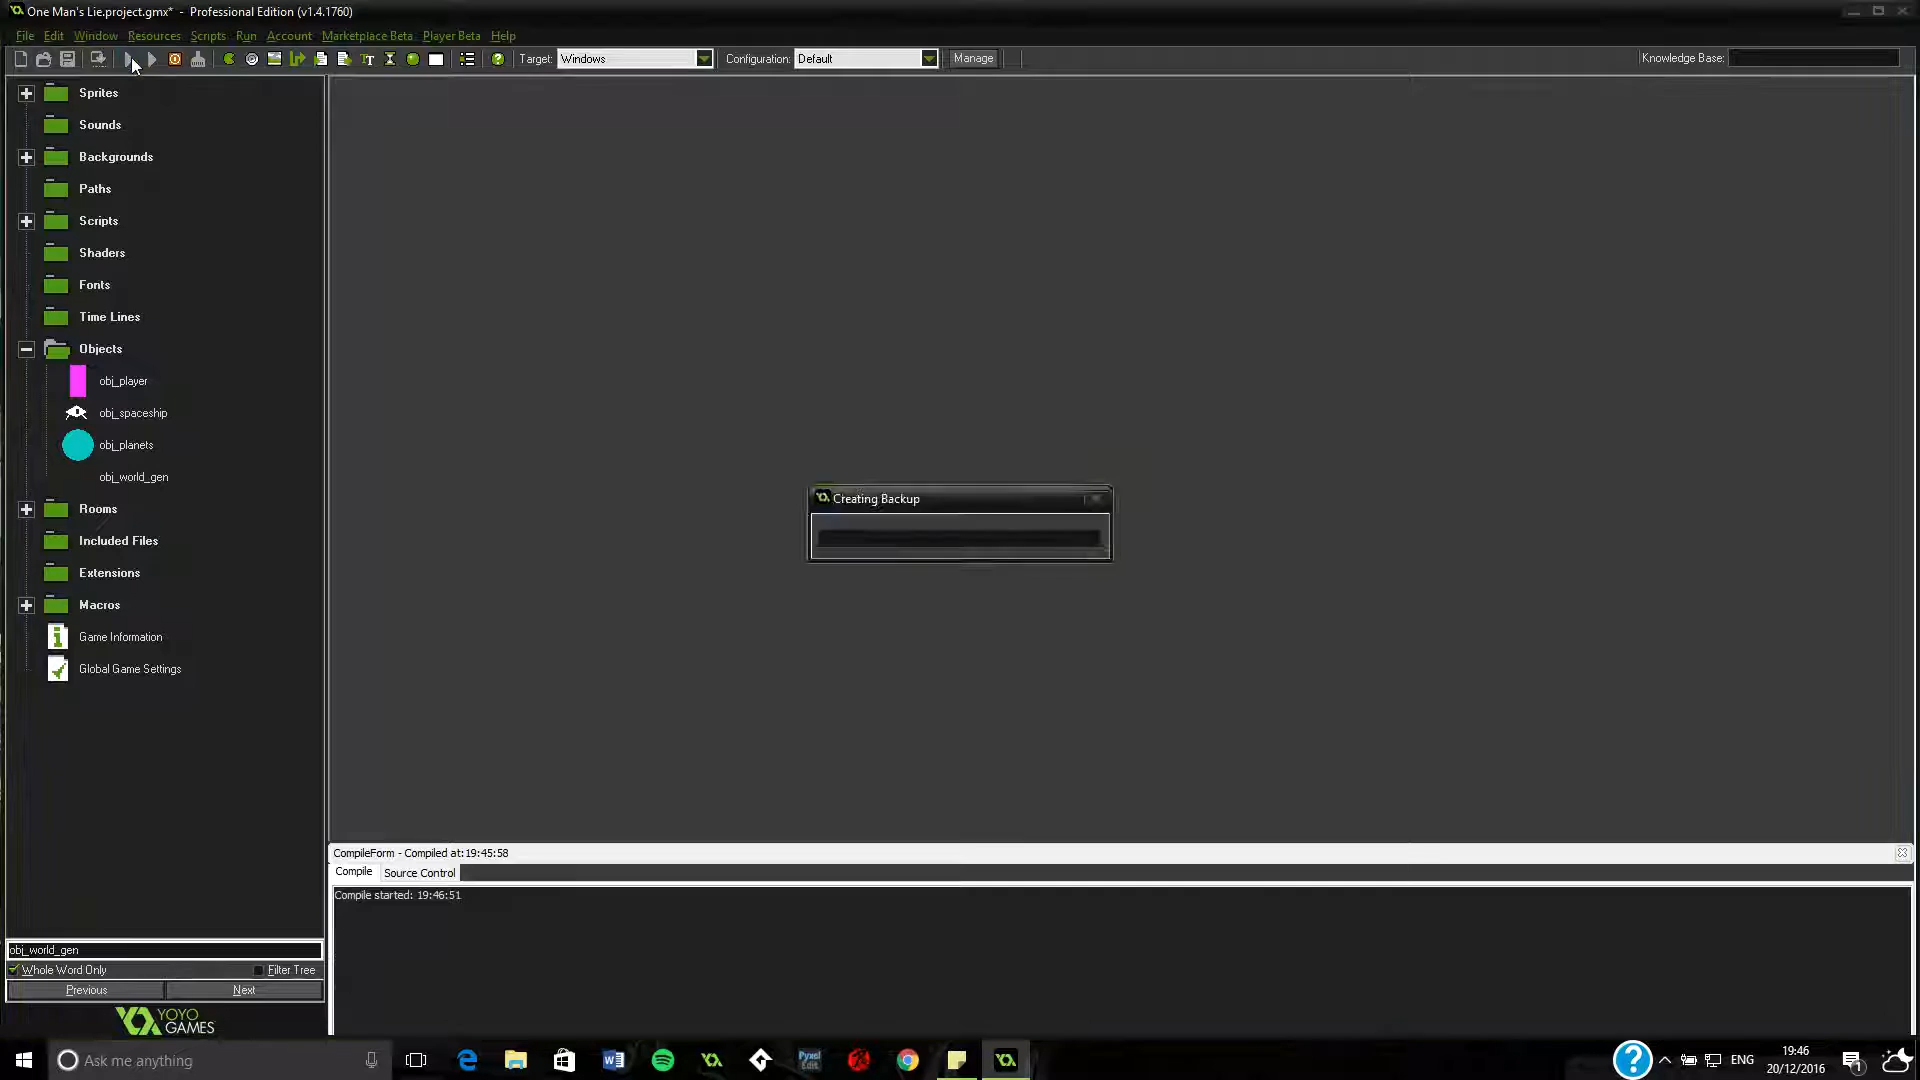 One Man's Lie.project.gmx* - Professional Edition (v1.4.1760)
File Edit Window Resources Scripts Run Account Marketplace Beta Player Beta Help
Target: Windows Configuration: Default Manage Knowledge Base:
Sprites
Sounds
Backgrounds
Paths
Scripts
Shaders
Fonts
Time Lines
Objects
obj_player
obj_spaceship
obj_planets
obj_world_gen
Rooms
Included Files
Extensions
Macros
Game Information
Global Game Settings
Creating Backup
CompileForm - Compiled at:19:45:58
Compile Source Control
Compile started: 19:46:51
obj_world_gen
Whole Word Only Filter Tree
Previous Next
YOYO
GAMES
Ask me anything
Pyxel
Edit
ENG
19:46
20/12/2016
1